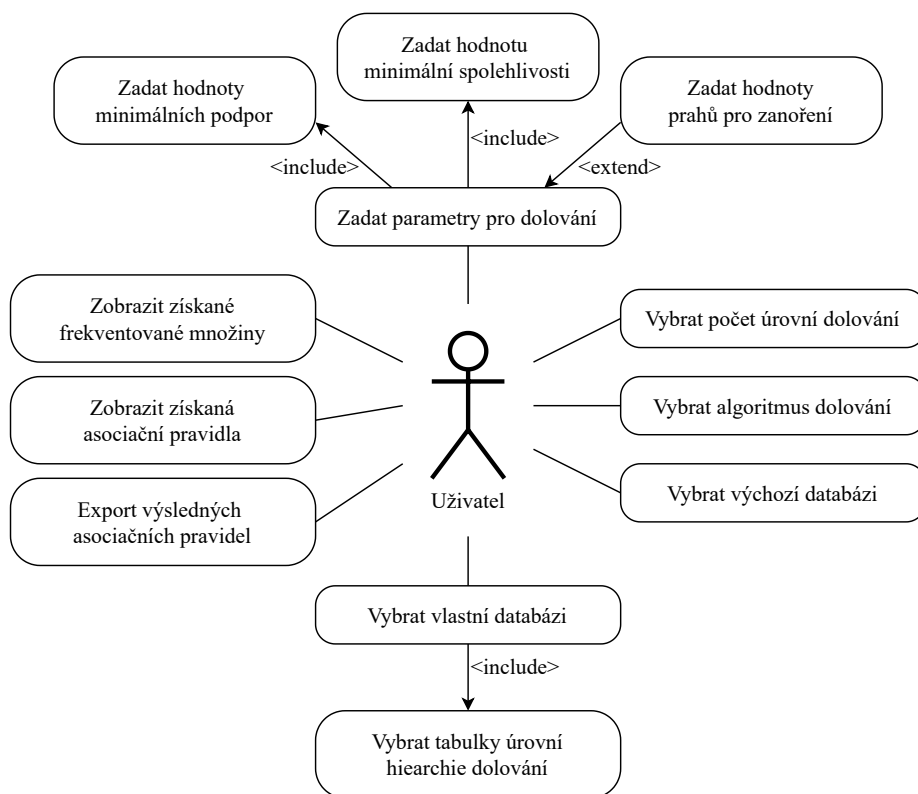 Zadat hodnotu
minimální spolehlivosti
Zadat hodnoty
minimálních podpor
Zadat hodnoty
prahů pro zanoření
<include>
<include>
<extend>
Zadat parametry pro dolování
Zobrazit získané
frekventované množiny
Vybrat počet úrovní dolování
Zobrazit získaná
asociační pravidla
Vybrat algoritmus dolování
Export výsledných
asociačních pravidel
Vybrat výchozí databázi
Uživatel
Vybrat vlastní databázi
<include>
Vybrat tabulky úrovní
hiearchie dolování